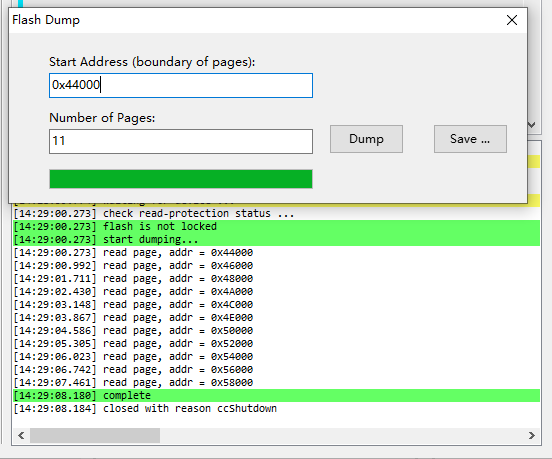 Flash Dump
Start Address (boundary of pages):
0x44000
Number of Pages:
11
Dump
Save ...
[14:29:00.273] check read-protection status ...
[14:29:00.273] flash is not locked
[14:29:00.273] start dumping...
[14:29:00.273] read page, addr = 0x44000
[14:29:00.992] read page, addr = 0x46000
[14:29:01.711] read page, addr = 0x48000
[14:29:02.430] read page, addr = 0x4A000
[14:29:03.148] read page, addr = 0x4C000
[14:29:03.867] read page, addr = 0x4E000
[14:29:04.586] read page, addr = 0x50000
[14:29:05.305] read page, addr = 0x52000
[14:29:06.023] read page, addr = 0x54000
[14:29:06.742] read page, addr = 0x56000
[14:29:07.461] read page, addr = 0x58000
[14:29:08.180] complete
[14:29:08.184] closed with reason ccShutdown